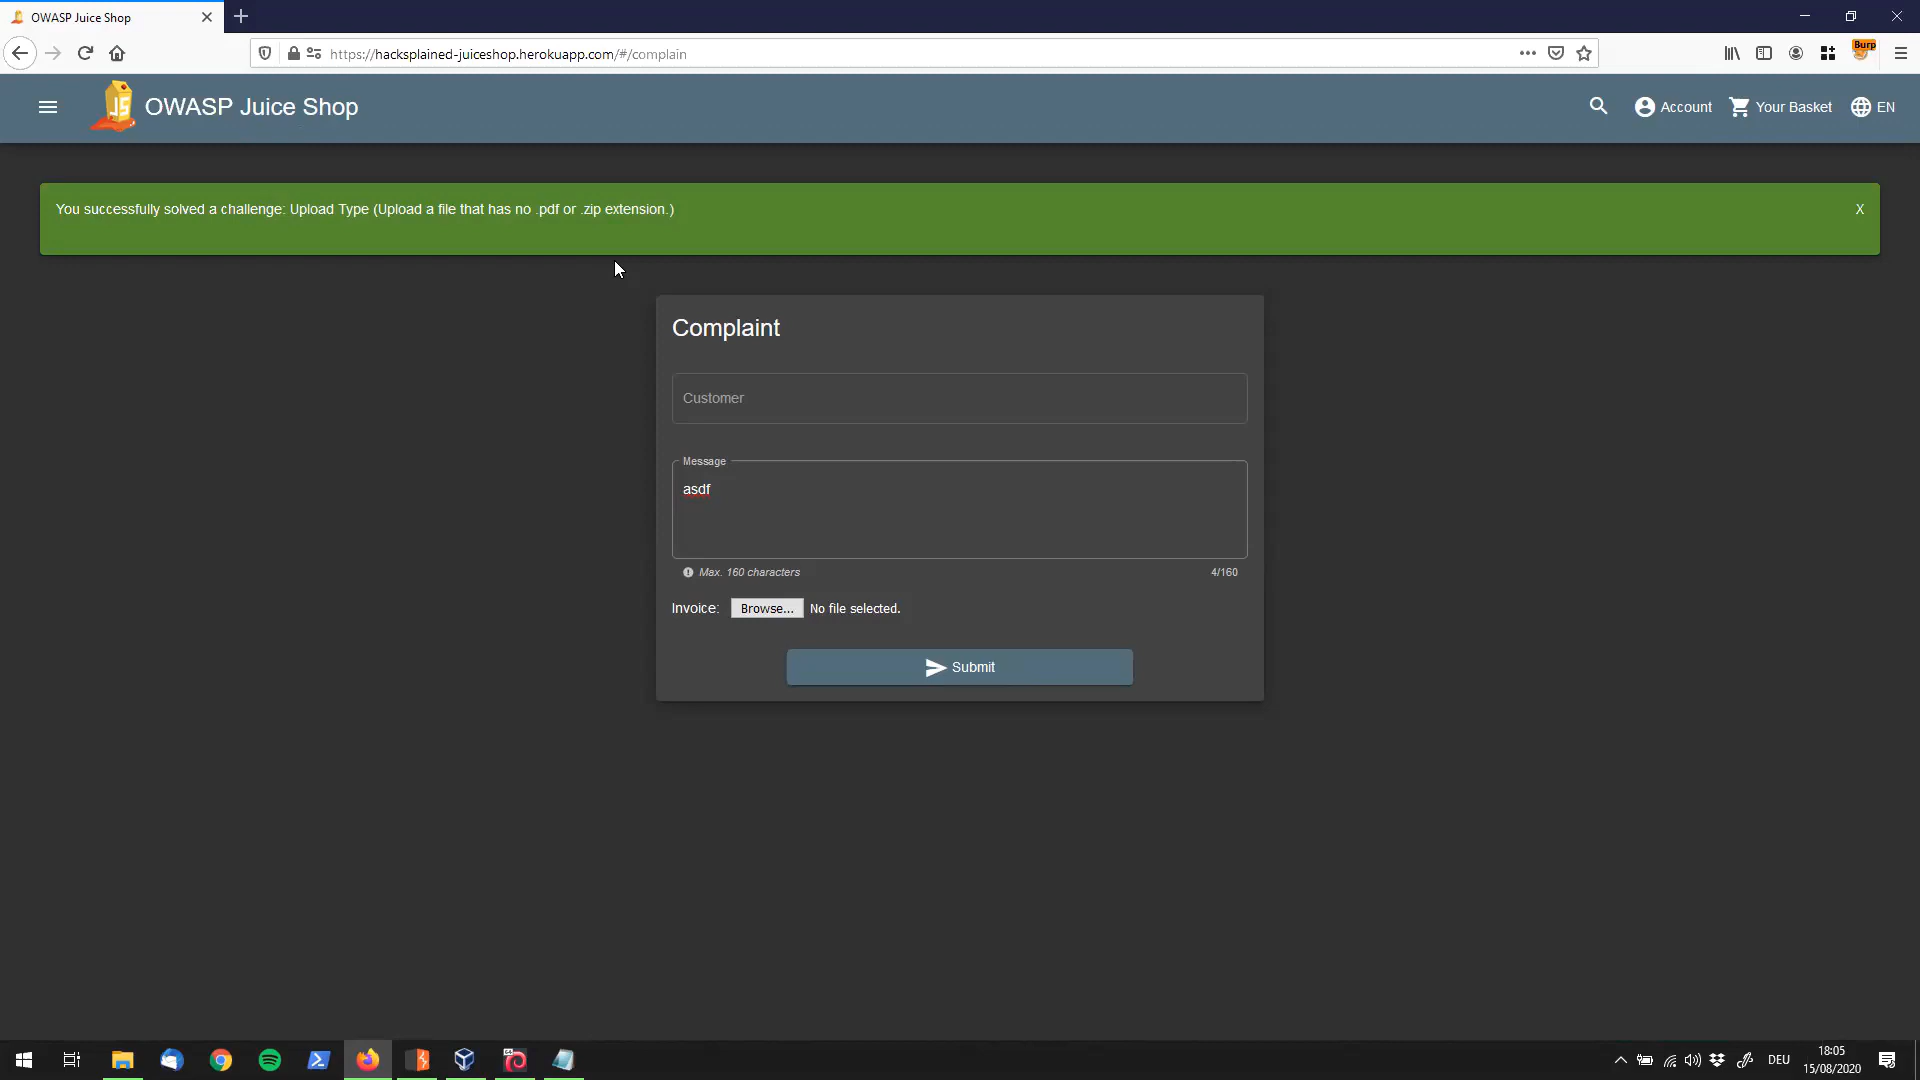 OWASP Juice Shop
https://hacksplained-juiceshop.herokuapp.com/#/complain
Burp
JS
OWASP Juice Shop
Account
Your Basket
EN
You successfully solved a challenge: Upload Type (Upload a file that has no .pdf or .zip extension.)
X
Complaint
Customer
Message
asdf
Max. 160 characters
4/160
Invoice:
Browse...
No file selected.
Submit
DEU
18:05
15/08/2020